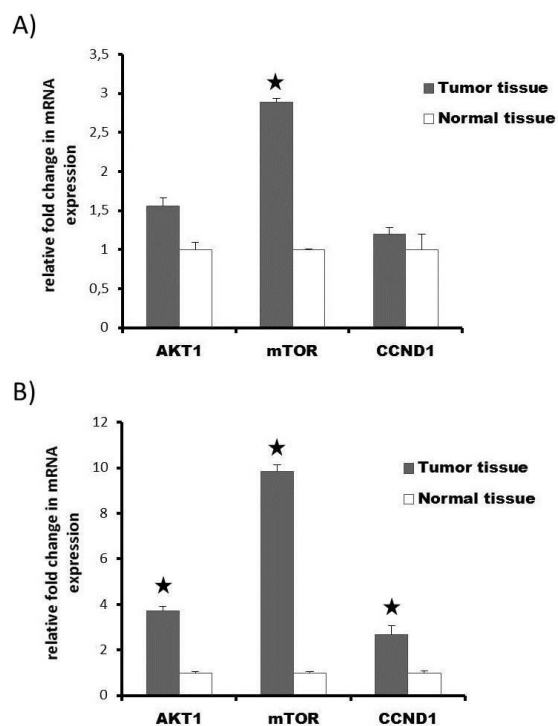 A)
relative fold change in mRNA
expression
3,5
3
2,5
2
1,5
1
0,5
0
AKT1
mTOR
CCND1
Tumor tissue
Normal tissue
B)
relative fold change in mRNA
expression
12
10
8
6
4
2
0
AKT1
mTOR
CCND1
Tumor tissue
Normal tissue